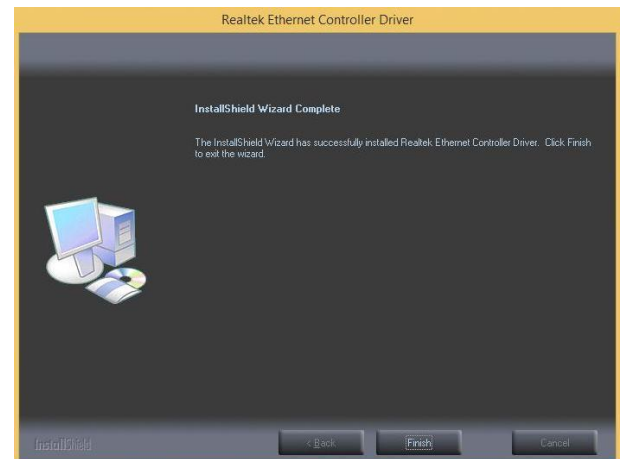 Realtek Ethernet Controller Driver
InstallShield Wizard Complete
The InstallShield Wizard has successfully installed Realtek Ethernet Controller Driver. Click Finish
to exit the wizard.
InstallShield
< Back
Finish
Cancel